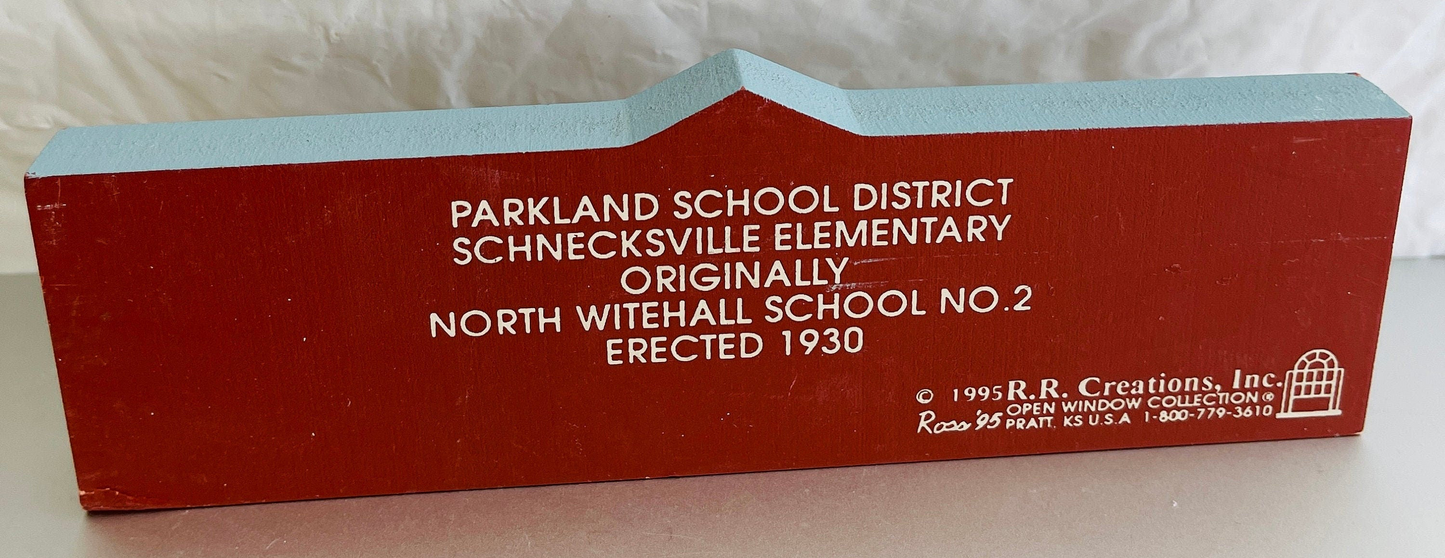 PARKLAND SCHOOL DISTRICT
SCHNECKSVILLE ELEMENTARY
ORIGINALLY
NORTH WITEHALL SCHOOL NO.2
ERECTED 1930
© 1995 R.R. Creations, Inc.
Ross '95 OPEN WINDOW COLLECTION ®
PRATT, KS U.S.A 1-800-779-3610